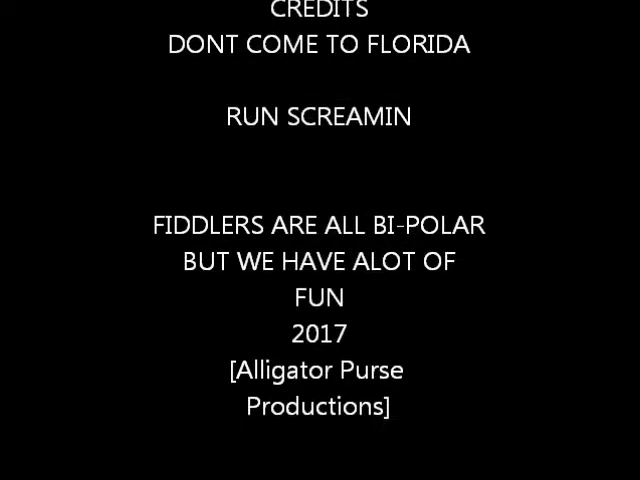 CREDITS
DONT COME TO FLORIDA
RUN SCREAMIN
FIDDLERS ARE ALL BI-POLAR
BUT WE HAVE ALOT OF
FUN
2017
[Alligator Purse
Productions]